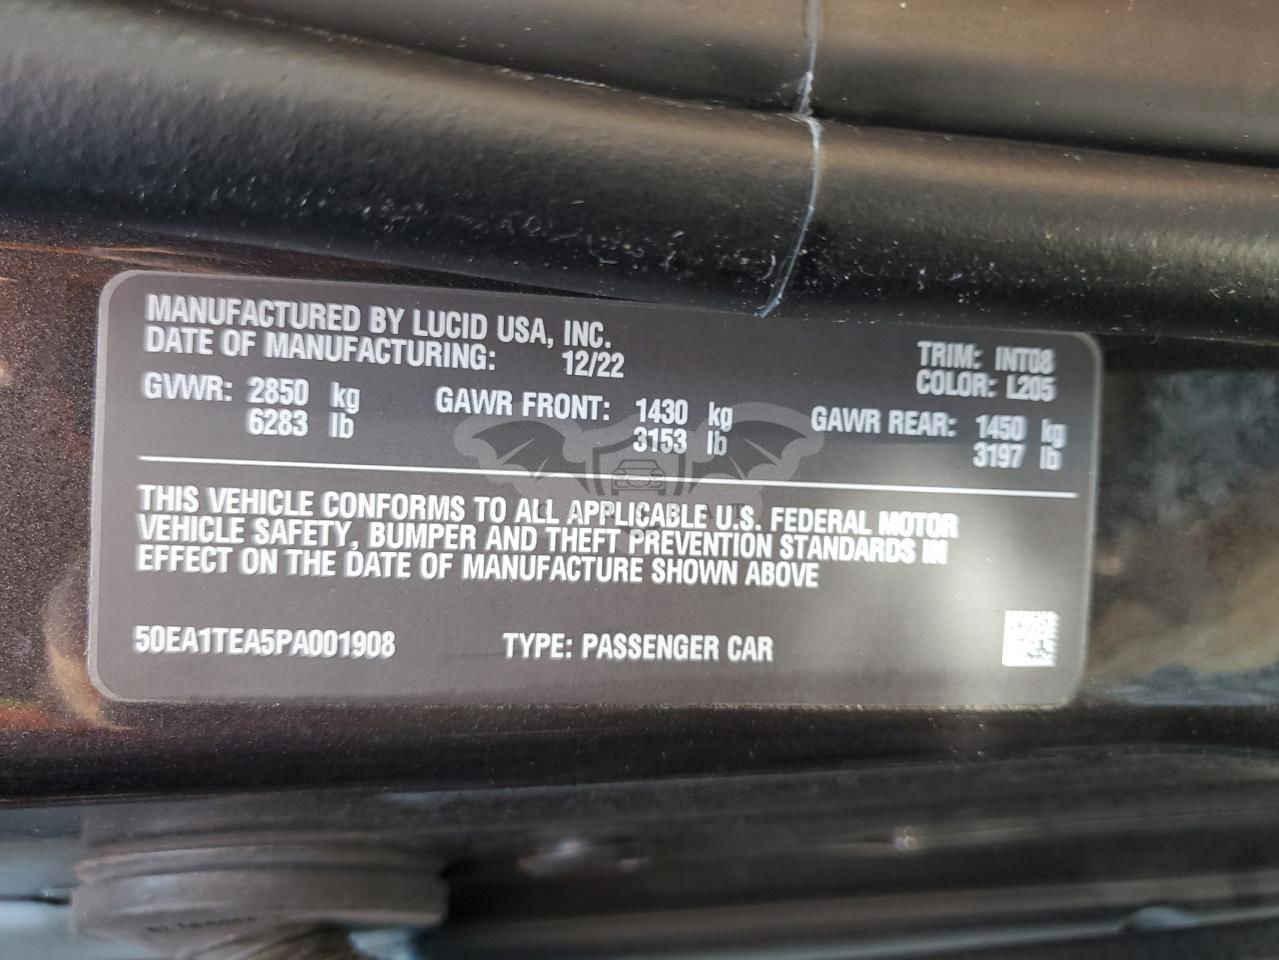 MANUFACTURED BY LUCID USA, INC.
DATE OF MANUFACTURING: 12/22
TRIM: INT08
COLOR: L205
GVWR: 2850 kg GAWR FRONT: 1430 kg GAWR REAR: 1450 kg
6283 lb 3153 lb 3197 lb
THIS VEHICLE CONFORMS TO ALL APPLICABLE U.S. FEDERAL MOTOR
VEHICLE SAFETY, BUMPER AND THEFT PREVENTION STANDARDS IN
EFFECT ON THE DATE OF MANUFACTURE SHOWN ABOVE
50EA1TEA5PA001908 TYPE: PASSENGER CAR